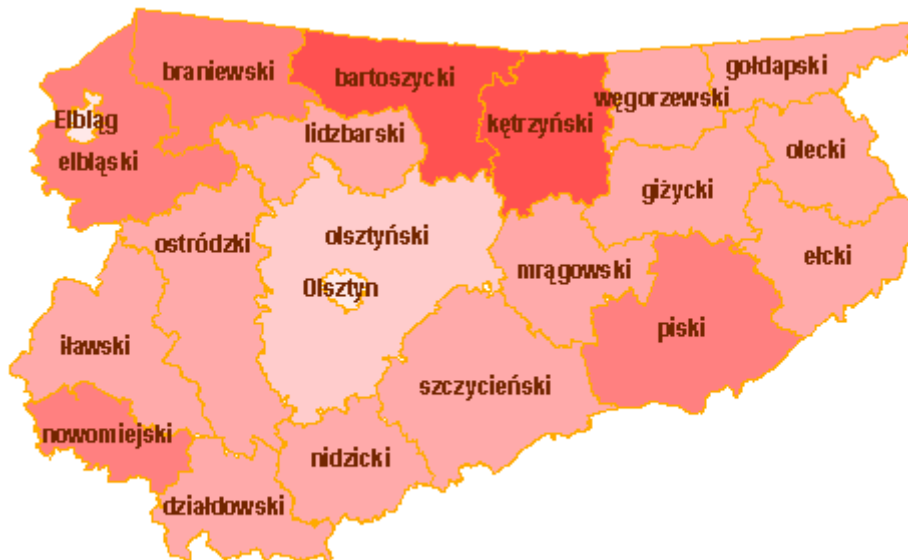 gołdapski
braniewski
bartoszycki
węgorzewski
Elbląg
kętrzyński
lidzbarski
elbląski
olecki
giżycki
olsztyński
ostródzki
ełcki
mrągowski
Olsztyn
piski
iławski
szczycieński
nowomiejski
nidzicki
działdowski